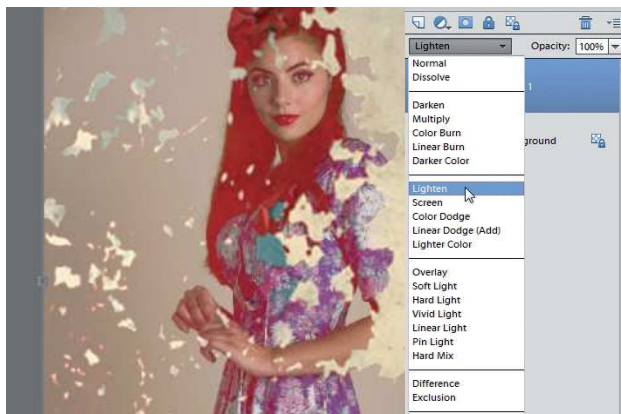 Lighten Opacity: 100%
Normal
Dissolve
1
Darken
Multiply
Color Burn
ground
Linear Burn
Darker Color
Lighten
Screen
Color Dodge
Linear Dodge (Add)
Lighter Color
Overlay
Soft Light
Hard Light
Vivid Light
Linear Light
Pin Light
Hard Mix
Difference
Exclusion